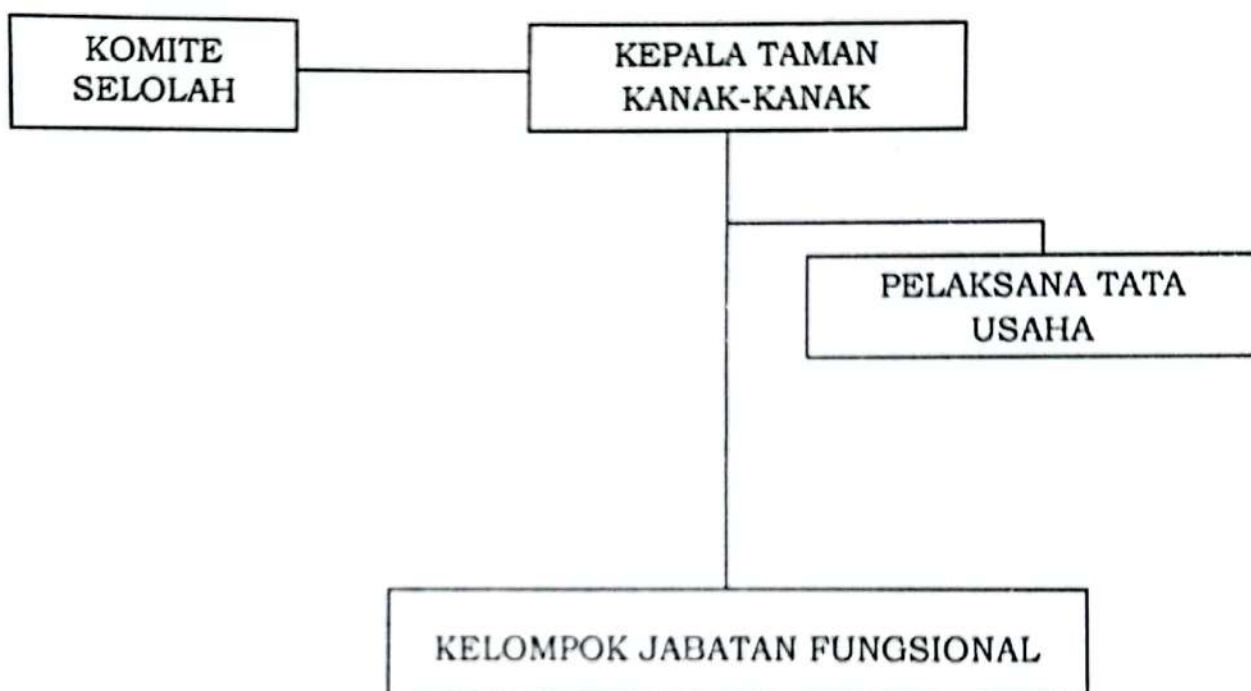 KOMITE
SELOLAH
KEPALA TAMAN
KANAK-KANAK
PELAKSANA TATA
USAHA
KELOMPOK JABATAN FUNGSIONAL